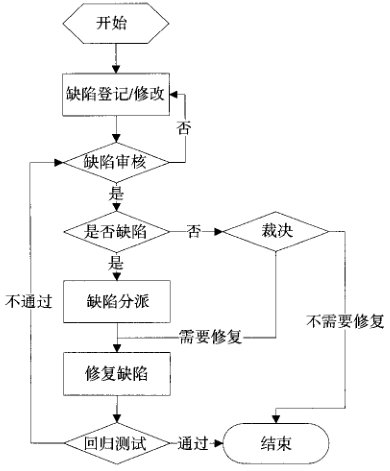 开始
缺陷登记/修改
否
缺陷审核
是
是否缺陷
否
裁决
是
缺陷分派
不通过
需要修复
不需要修复
修复缺陷
回归测试
通过
结束